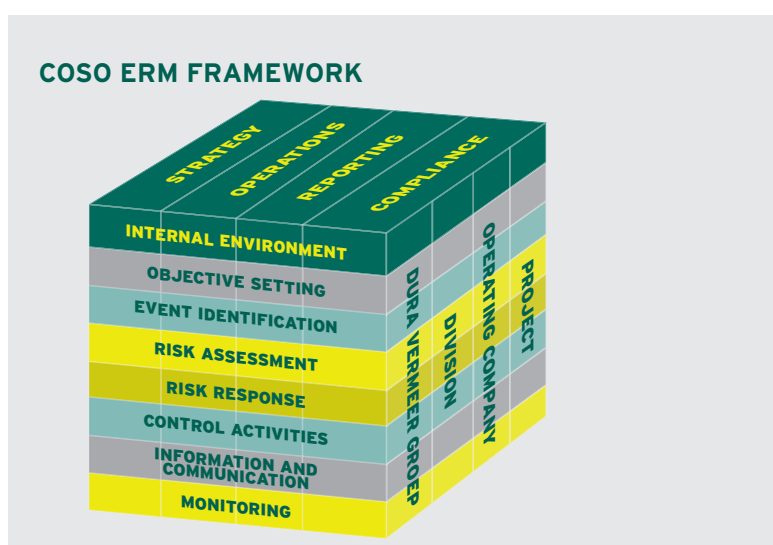 COSO ERM FRAMEWORK
STRATEGY
OPERATIONS
REPORTING
COMPLIANCE
INTERNAL ENVIRONMENT
OBJECTIVE SETTING
EVENT IDENTIFICATION
RISK ASSESSMENT
RISK RESPONSE
CONTROL ACTIVITIES
INFORMATION AND
COMMUNICATION
MONITORING
DURA VERMEER GROEP
DIVISION
OPERATING COMPANY
PROJECT